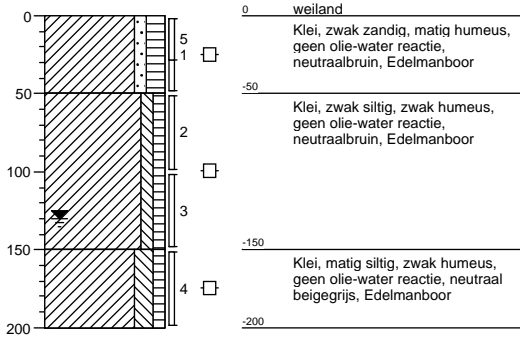 0
50
100
150
200
5
1
2
3
4
0 weiland
Klei, zwak zandig, matig humeus,
geen olie-water reactie,
neutraalbruin, Edelmanboor
-50
Klei, zwak siltig, zwak humeus,
geen olie-water reactie,
neutraalbruin, Edelmanboor
-150
Klei, matig siltig, zwak humeus,
geen olie-water reactie, neutraal
beigegrijs, Edelmanboor
-200